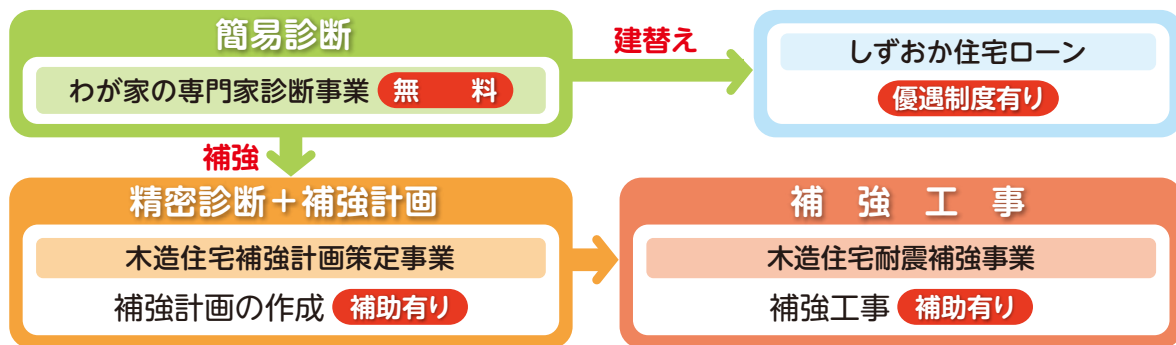 簡易診断
わが家の専門家診断事業 無　料
建替え
しずおか住宅ローン
優遇制度有り
補強
精密診断＋補強計画
木造住宅補強計画策定事業
補強計画の作成 補助有り
補　強　工　事
木造住宅耐震補強事業
補強工事 補助有り